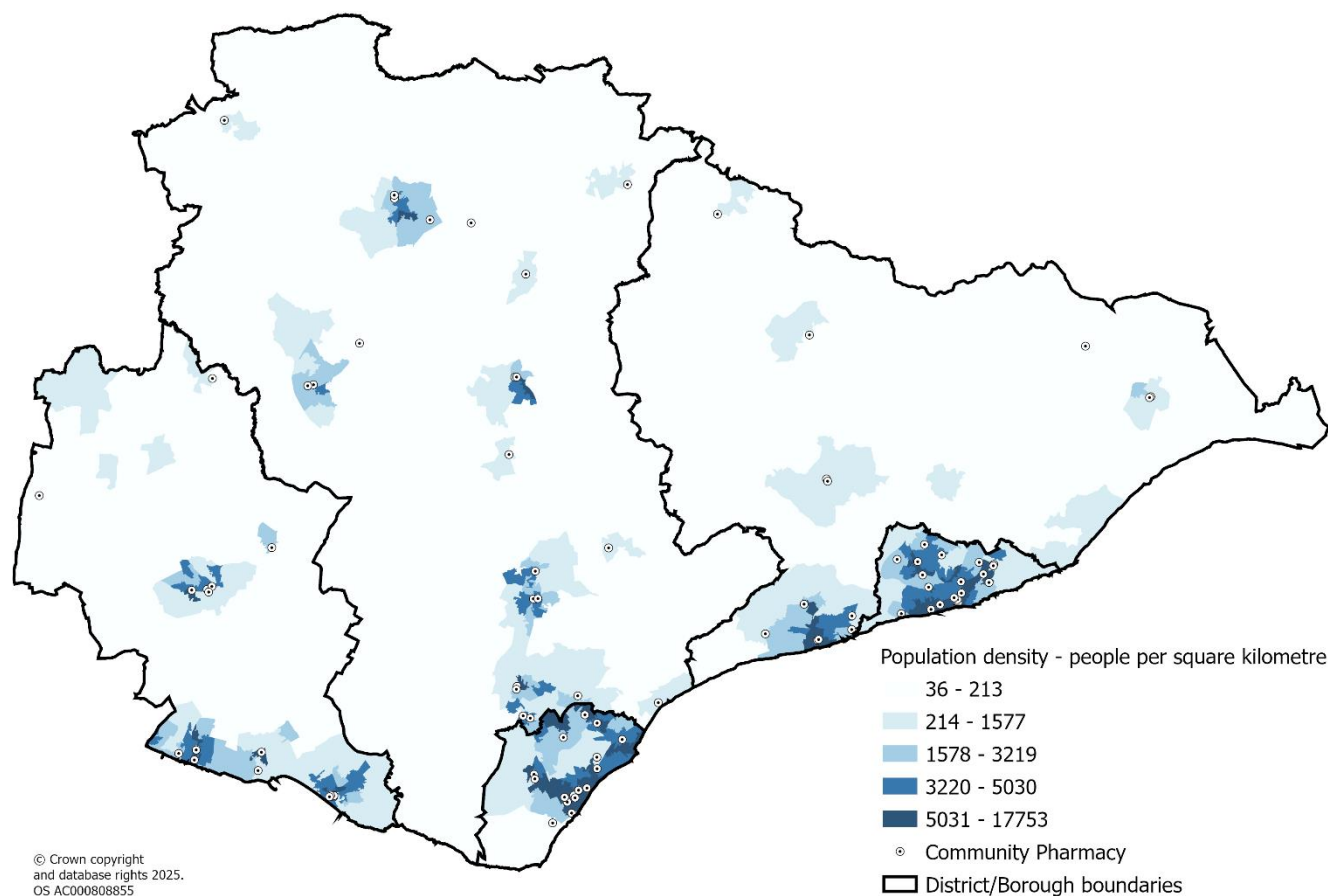 Population density - people per square kilometre
36 - 213
214 - 1577
1578 - 3219
3220 - 5030
5031 - 17753
Community Pharmacy
District/Borough boundaries
© Crown copyright
and database rights 2025.
OS AC000808855